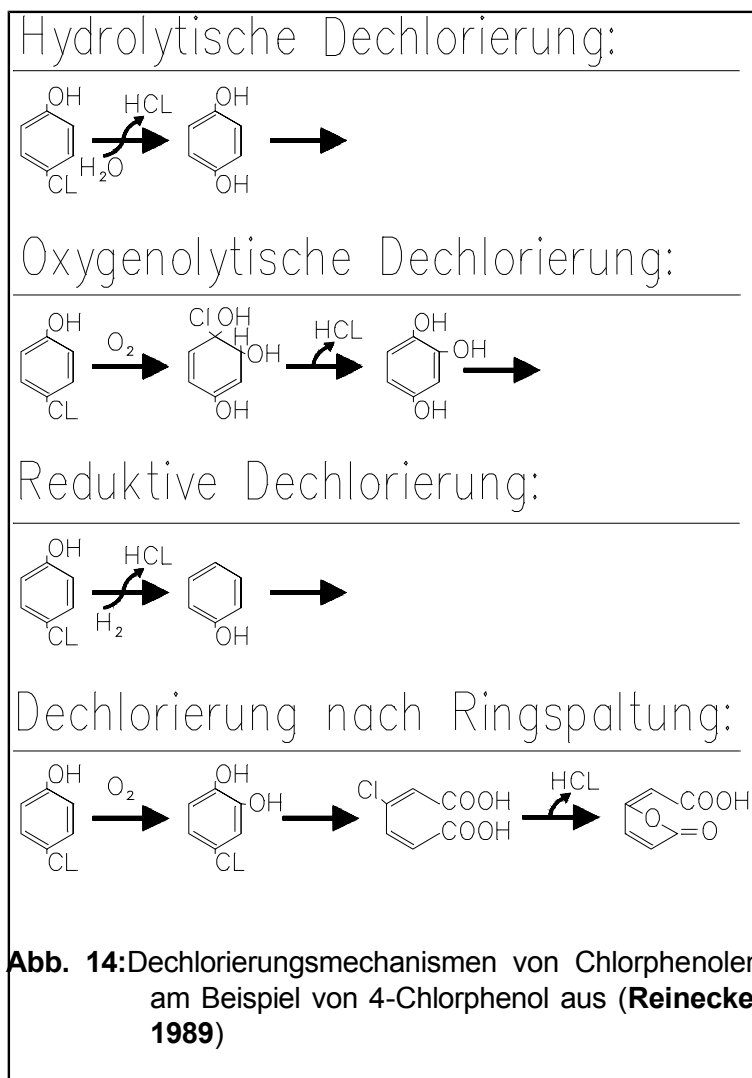 Hydrolytische Dechlorierung:
OH HCL OH
H₂O
CL OH
Oxygenolytische Dechlorierung:
OH O₂ Cl OH H OH HCL OH OH
CL OH OH
Reduktive Dechlorierung:
OH HCL
H₂
CL OH
Dechlorierung nach Ringspaltung:
OH O₂ OH OH Cl COOH HCL COOH
CL CL COOH O =O
Abb. 14:Dechlorierungsmechanismen von Chlorphenolen
am Beispiel von 4-Chlorphenol aus (Reinecke
1989)